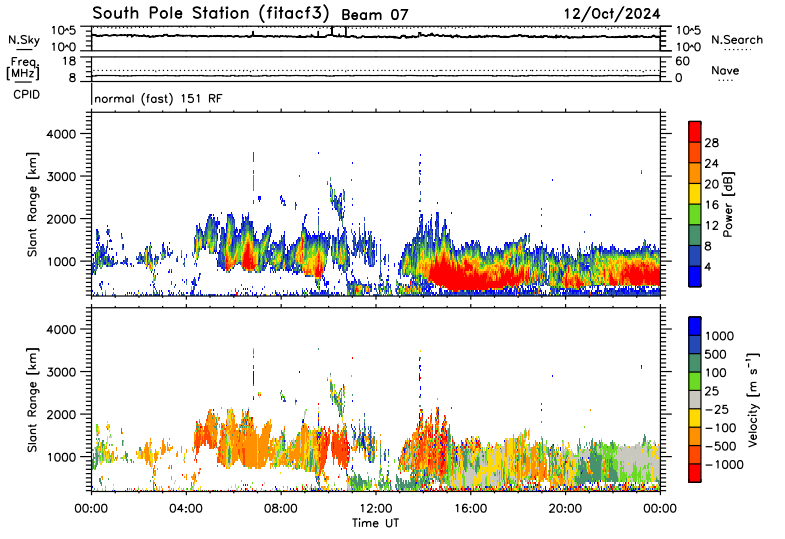 South Pole Station (fitacf3) Beam 07 12/Oct/2024
N.Sky 10^5 10^5 N.Search
10^0 10^0
Freq. [MHz] 18 60 Nave
8 0
CPID normal (fast) 151 RF
Slant Range [km]
4000
3000
2000
1000
28
24
20
16
12
8
4
Power [dB]
Slant Range [km]
4000
3000
2000
1000
1000
500
100
25
-25
-100
-500
-1000
Velocity [m s⁻¹]
00:00 04:00 08:00 12:00 16:00 20:00 00:00
Time UT